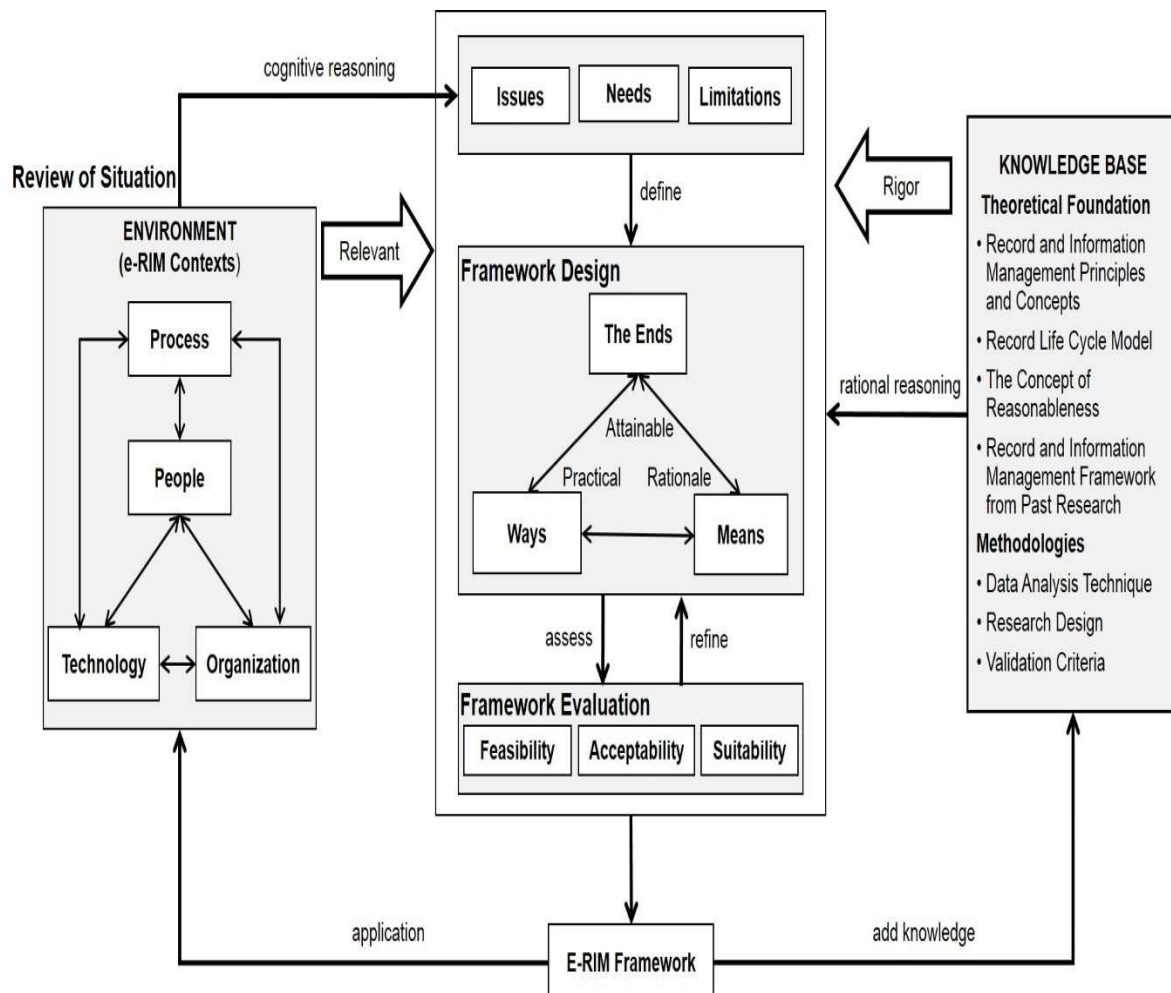 cognitive reasoning
Issues
Needs
Limitations
Review of Situation
ENVIRONMENT
(e-RIM Contexts)
Process
People
Technology
Organization
Relevant
define
Framework Design
The Ends
Attainable
Practical
Rationale
Ways
Means
assess
refine
Framework Evaluation
Feasibility
Acceptability
Suitability
Rigor
rational reasoning
KNOWLEDGE BASE
Theoretical Foundation
• Record and Information
Management Principles
and Concepts
• Record Life Cycle Model
• The Concept of
Reasonableness
• Record and Information
Management Framework
from Past Research
Methodologies
• Data Analysis Technique
• Research Design
• Validation Criteria
application
E-RIM Framework
add knowledge